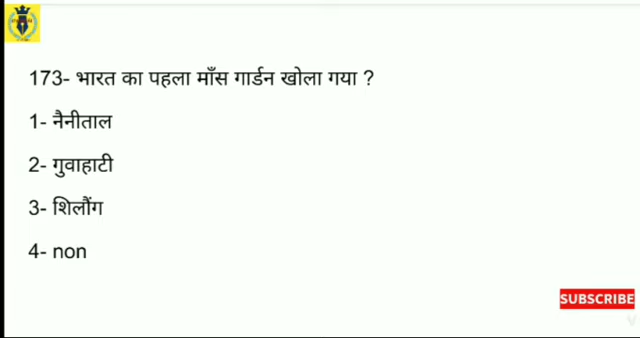 173- भारत का पहला माँस गार्डन खोला गया ?
1- नैनीताल
2- गुवाहाटी
3- शिलौंग
4- non
SUBSCRIBE